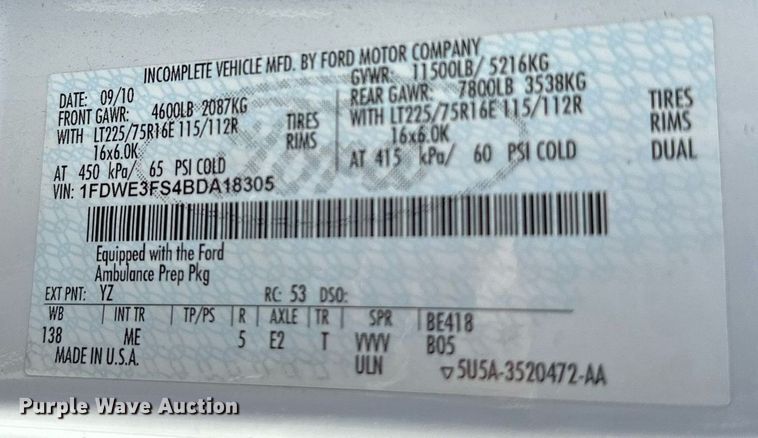 INCOMPLETE VEHICLE MFD. BY FORD MOTOR COMPANY
DATE: 09/10 GVWR: 11500LB/ 5216KG
FRONT GAWR: 4600LB 2087KG REAR GAWR: 7800LB 3538KG
WITH LT225/75R16E 115/112R TIRES WITH LT225/75R16E 115/112R TIRES
16x6.0K RIMS 16x6.0K RIMS
AT 450 kPa/ 65 PSI COLD AT 415 kPa/ 60 PSI COLD DUAL
VIN: 1FDWE3FS4BDA18305
Equipped with the Ford
Ambulance Prep Pkg
EXT PNT: YZ RC: 53 DSO:
WB INT TR TP/PS R AXLE TR SPR BE418
138 ME 5 E2 T VVVV B05
MADE IN U.S.A. ULN ▽5U5A-3520472-AA
Purple Wave Auction